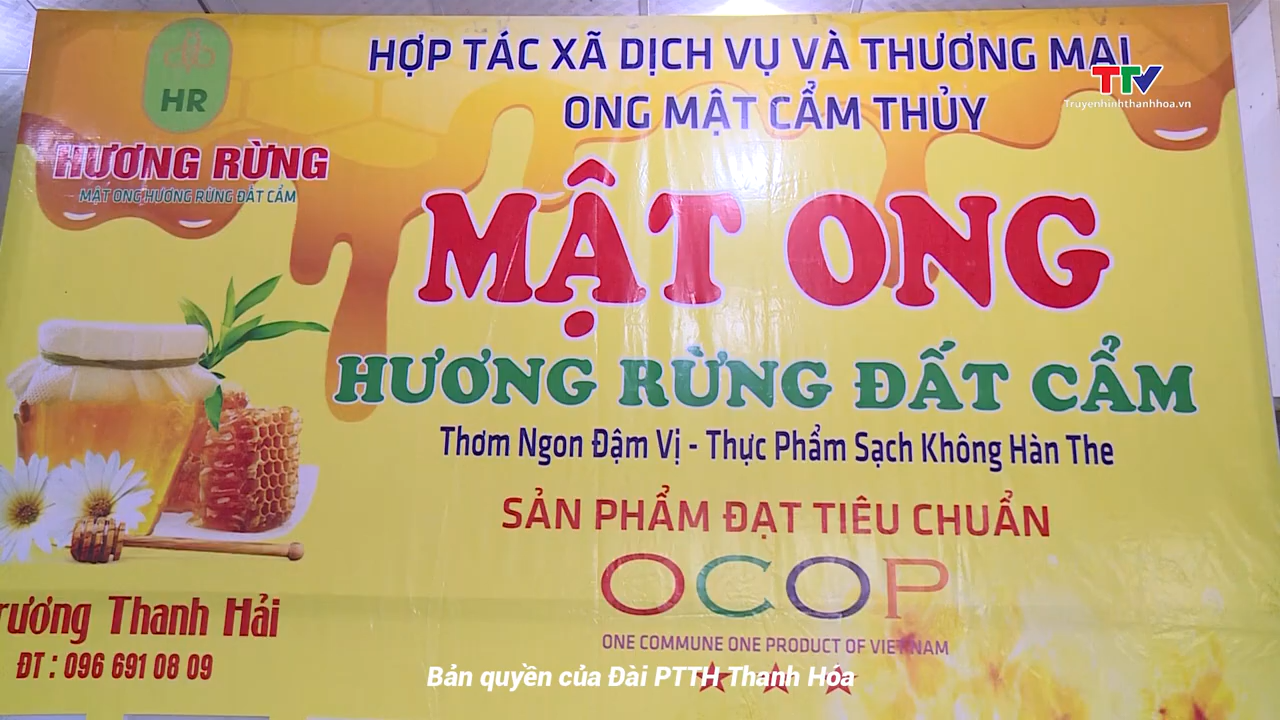 HỢP TÁC XÃ DỊCH VỤ VÀ THƯƠNG MẠI
ONG MẬT CẨM THỦY
TTV
Truyenhinhthanhhoa.vn
HR
HƯƠNG RỪNG
MẬT ONG HƯƠNG RỪNG ĐẤT CẨM
MẬT ONG
HƯƠNG RỪNG ĐẤT CẨM
Thơm Ngon Đậm Vị - Thực Phẩm Sạch Không Hàn The
SẢN PHẨM ĐẠT TIÊU CHUẨN
OCOP
ONE COMMUNE ONE PRODUCT OF VIETNAM
rương Thanh Hải
ĐT : 096 691 08 09
Bản quyền của Đài PTTH Thanh Hóa